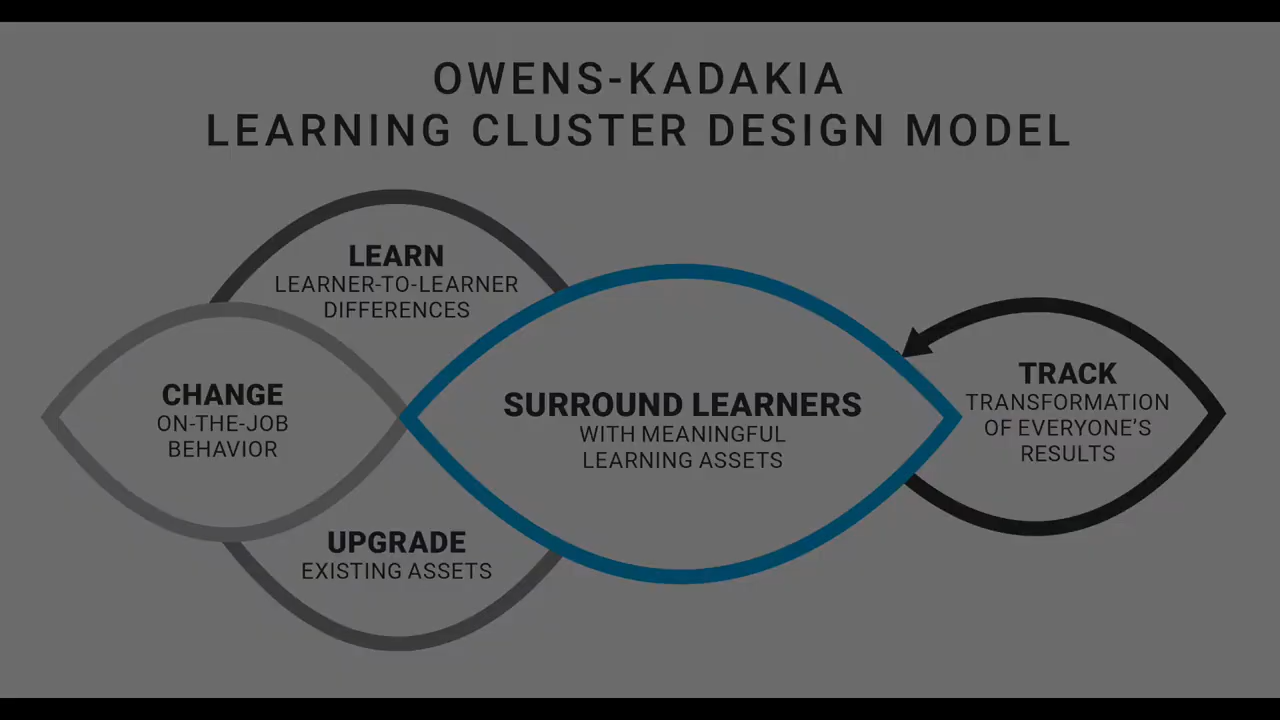 OWENS-KADAKIA
LEARNING CLUSTER DESIGN MODEL
LEARN
LEARNER-TO-LEARNER
DIFFERENCES
CHANGE
ON-THE-JOB
BEHAVIOR
SURROUND LEARNERS
WITH MEANINGFUL
LEARNING ASSETS
TRACK
TRANSFORMATION
OF EVERYONE'S
RESULTS
UPGRADE
EXISTING ASSETS